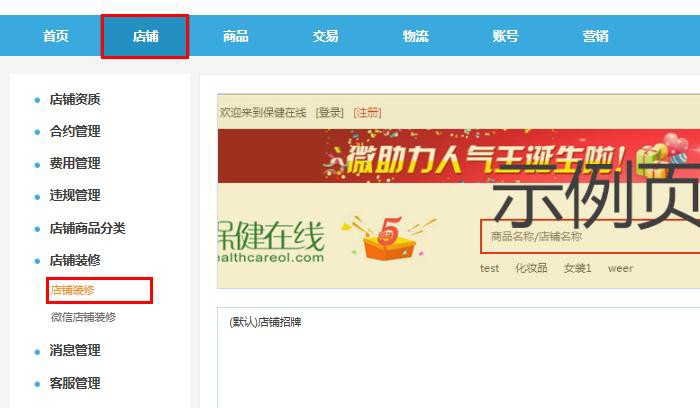 首页 店铺 商品 交易 物流 账号 营销
店铺资质
合约管理
费用管理
违规管理
店铺商品分类
店铺装修
店铺装修
微信店铺装修
消息管理
客服管理
欢迎来到保健在线 [登录] [注册]
微助力人气王诞生啦!
示例页
保健在线
ealthcareol.com
5
商品名称/店铺名称
test 化妆品 女装1 weer
(默认)店铺招牌